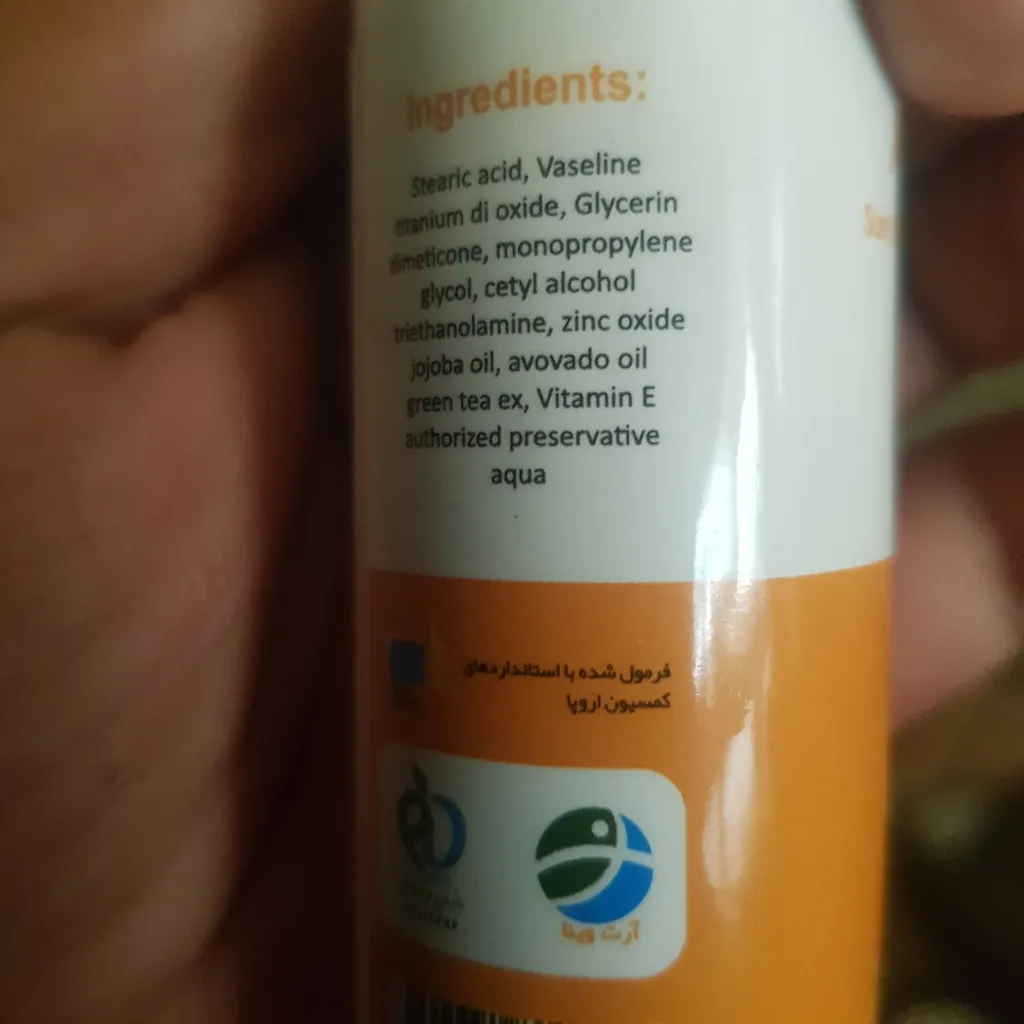 Ingredients:
Stearic acid, Vaseline
titanium di oxide, Glycerin
dimeticone, monopropylene
glycol, cetyl alcohol
triethanolamine, zinc oxide
jojoba oil, avovado oil
green tea ex, Vitamin E
authorized preservative
aqua
فرمول شده با استانداردهای
کمسیون اروپا
آرت ویتا